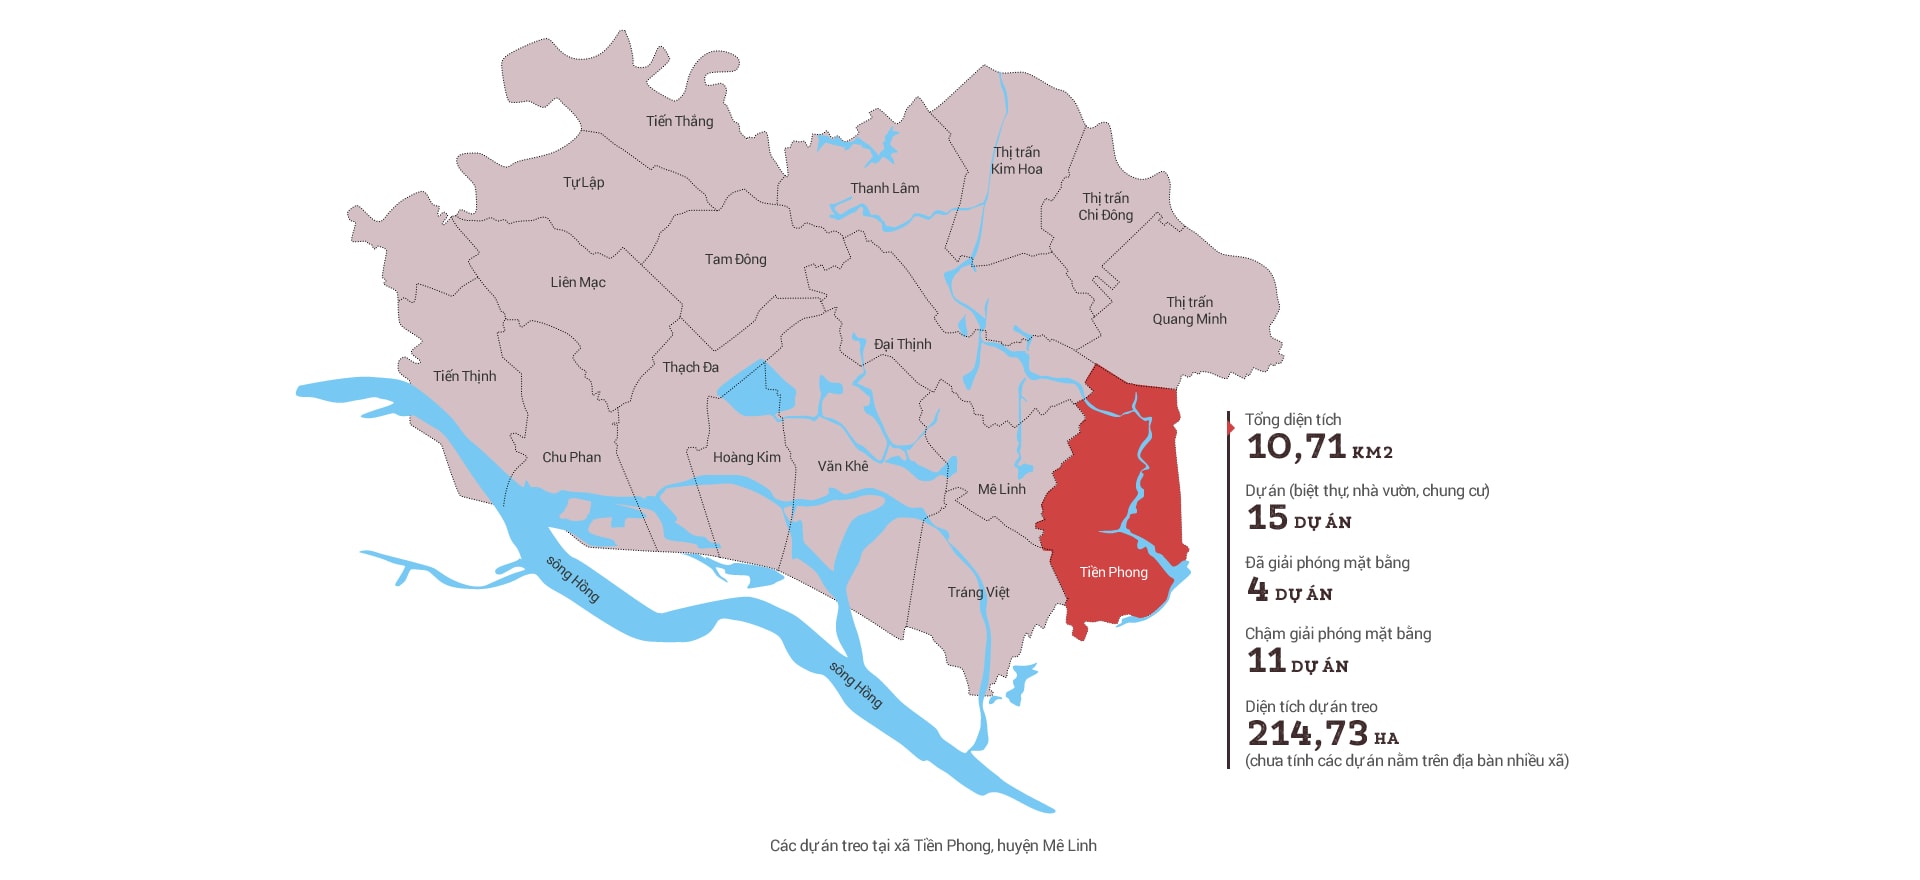 Tiến Thắng
Thị trấn
Kim Hoa
Tự Lập
Thanh Lâm
Thị trấn
Chi Đông
Tam Đông
Liên Mạc
Thị trấn
Quang Minh
Đại Thịnh
Thạch Đa
Tiến Thịnh
Chu Phan
Hoàng Kim
Văn Khê
Mê Linh
Tiền Phong
Tráng Việt
sông Hồng
sông Hồng
Tổng diện tích
10,71 KM2
Dự án (biệt thự, nhà vườn, chung cư)
15 DỰ ÁN
Đã giải phóng mặt bằng
4 DỰ ÁN
Chậm giải phóng mặt bằng
11 DỰ ÁN
Diện tích dự án treo
214,73 HA
(chưa tính các dự án nằm trên địa bàn nhiều xã)
Các dự án treo tại xã Tiền Phong, huyện Mê Linh